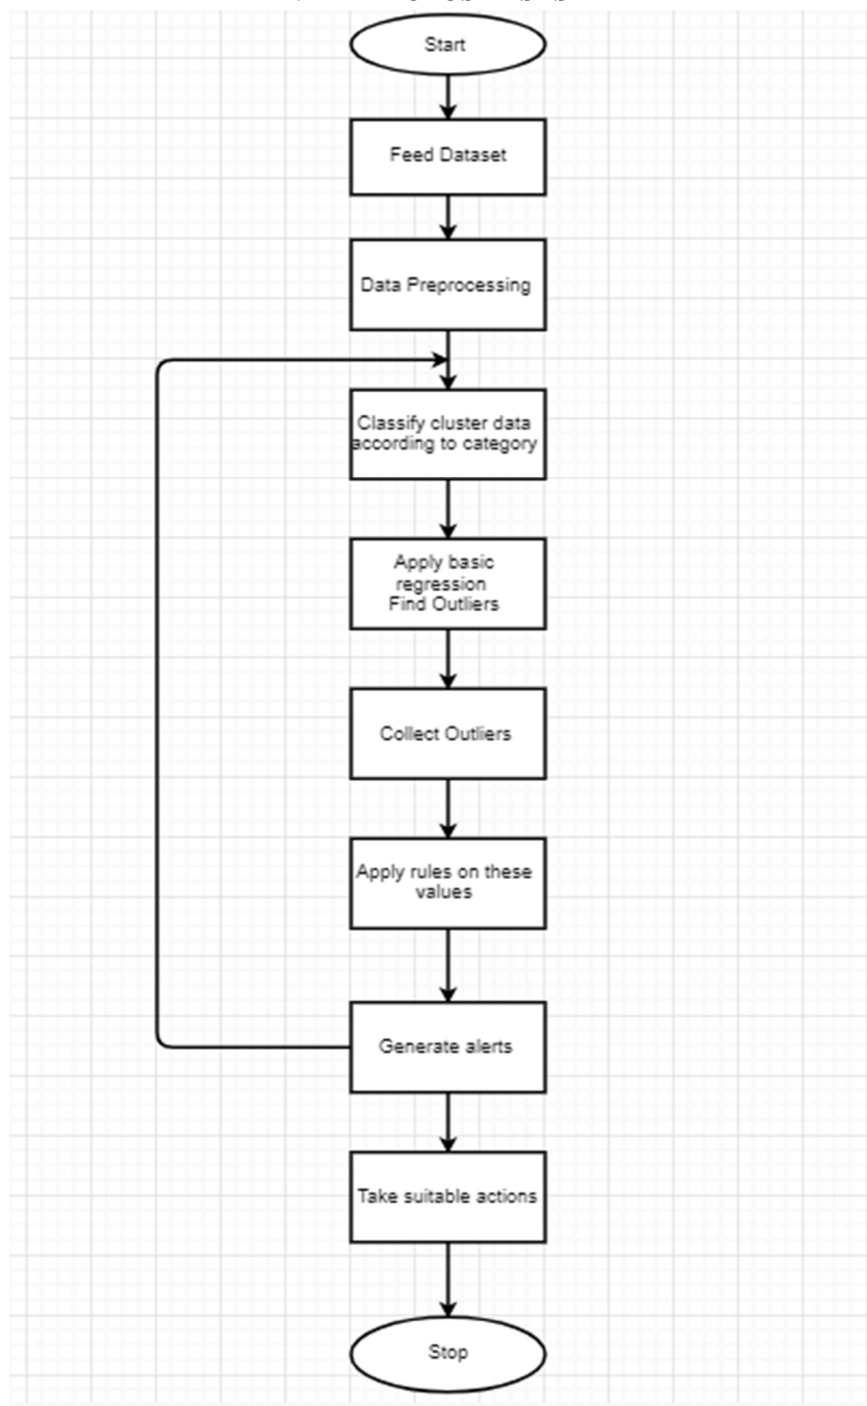 Start
Feed Dataset
Data Preprocessing
Classify cluster data
according to category
Apply basic
regression
Find Outliers
Collect Outliers
Apply rules on these
values
Generate alerts
Take suitable actions
Stop